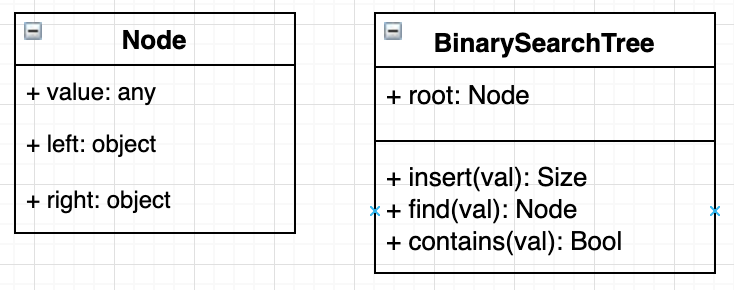 Node
+ value: any
+ left: object
+ right: object
BinarySearchTree
+ root: Node
+ insert(val): Size
+ find(val): Node
+ contains(val): Bool